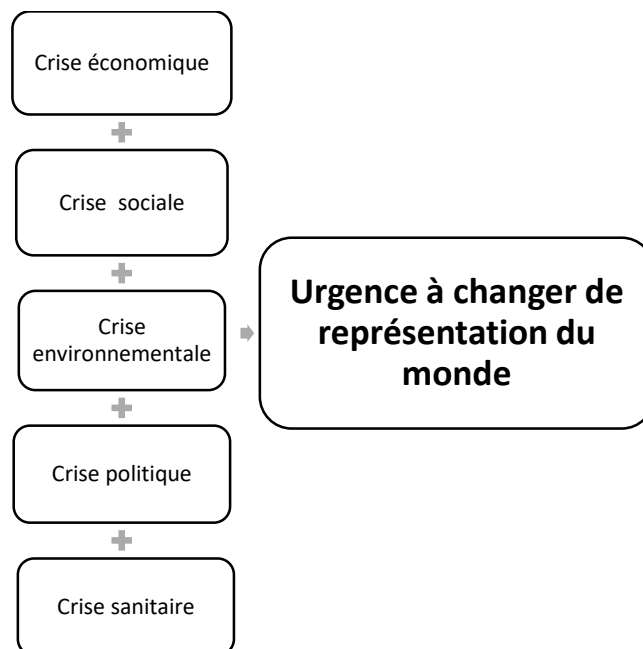 Crise économique
Crise sociale
Crise
environnementale
Crise politique
Crise sanitaire
Urgence à changer de
représentation du
monde